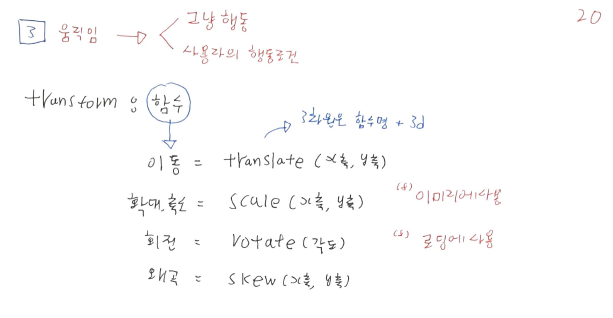 20
3 움직임 → 그냥 행동
사용자의 행동조건
transform : 함수
3차원은 함수명 + 3d
이동 = translate (x축, y축)
확대, 축소 = scale (x축, y축) (s) 이미지에 사용
회전 = rotate (각도) (s) 로딩에 사용
왜곡 = skew (x축, y축)